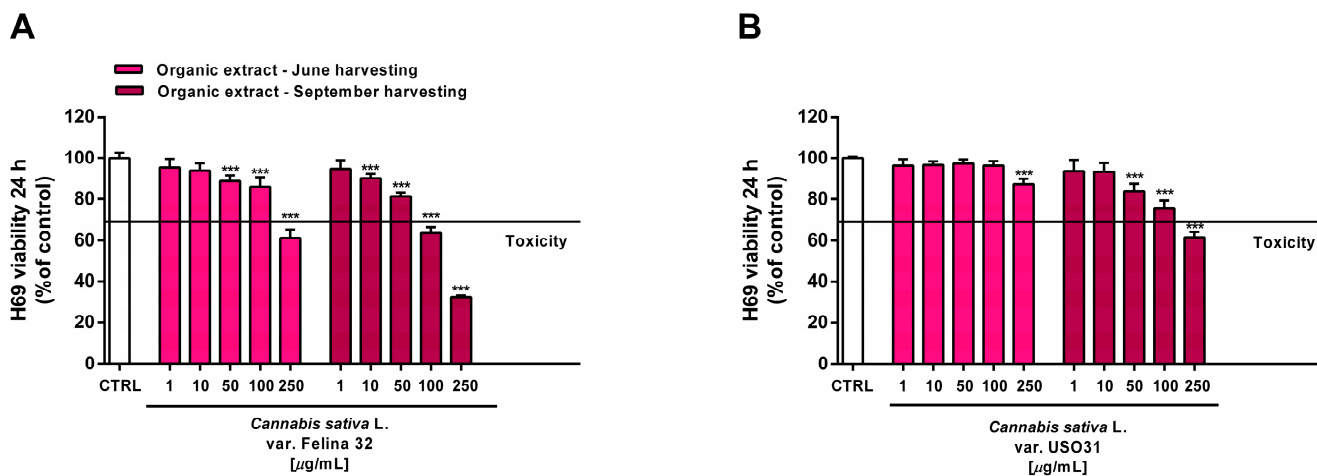 A
Organic extract - June harvesting
Organic extract - September harvesting
H69 viability 24 h
(%of control)
120
100
80
60
40
20
0
***
***
***
***
***
***
***
Toxicity
CTRL 1 10 50 100 250 1 10 50 100 250
Cannabis sativa L.
var. Felina 32
[µg/mL]
B
H69 viability 24 h
(%of control)
120
100
80
60
40
20
0
***
***
***
***
Toxicity
CTRL 1 10 50 100 250 1 10 50 100 250
Cannabis sativa L.
var. USO31
[µg/mL]